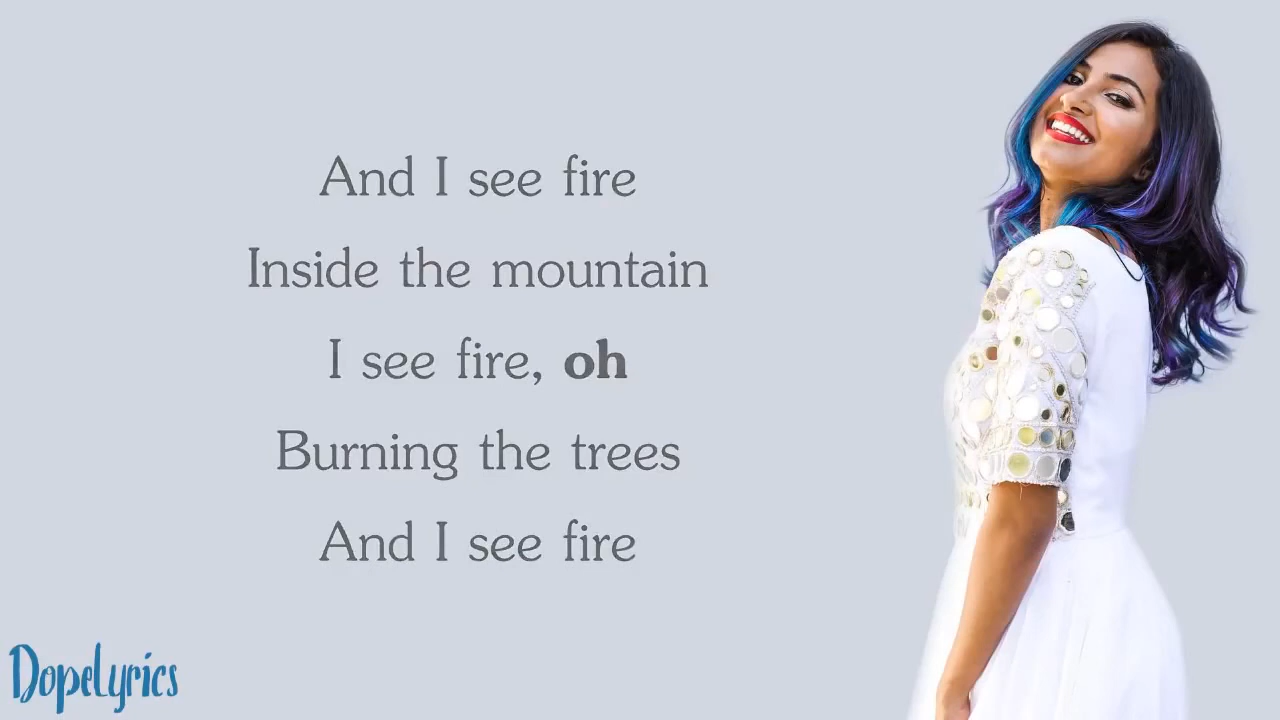 And I see fire
Inside the mountain
I see fire, oh
Burning the trees
And I see fire
DopeLyrics